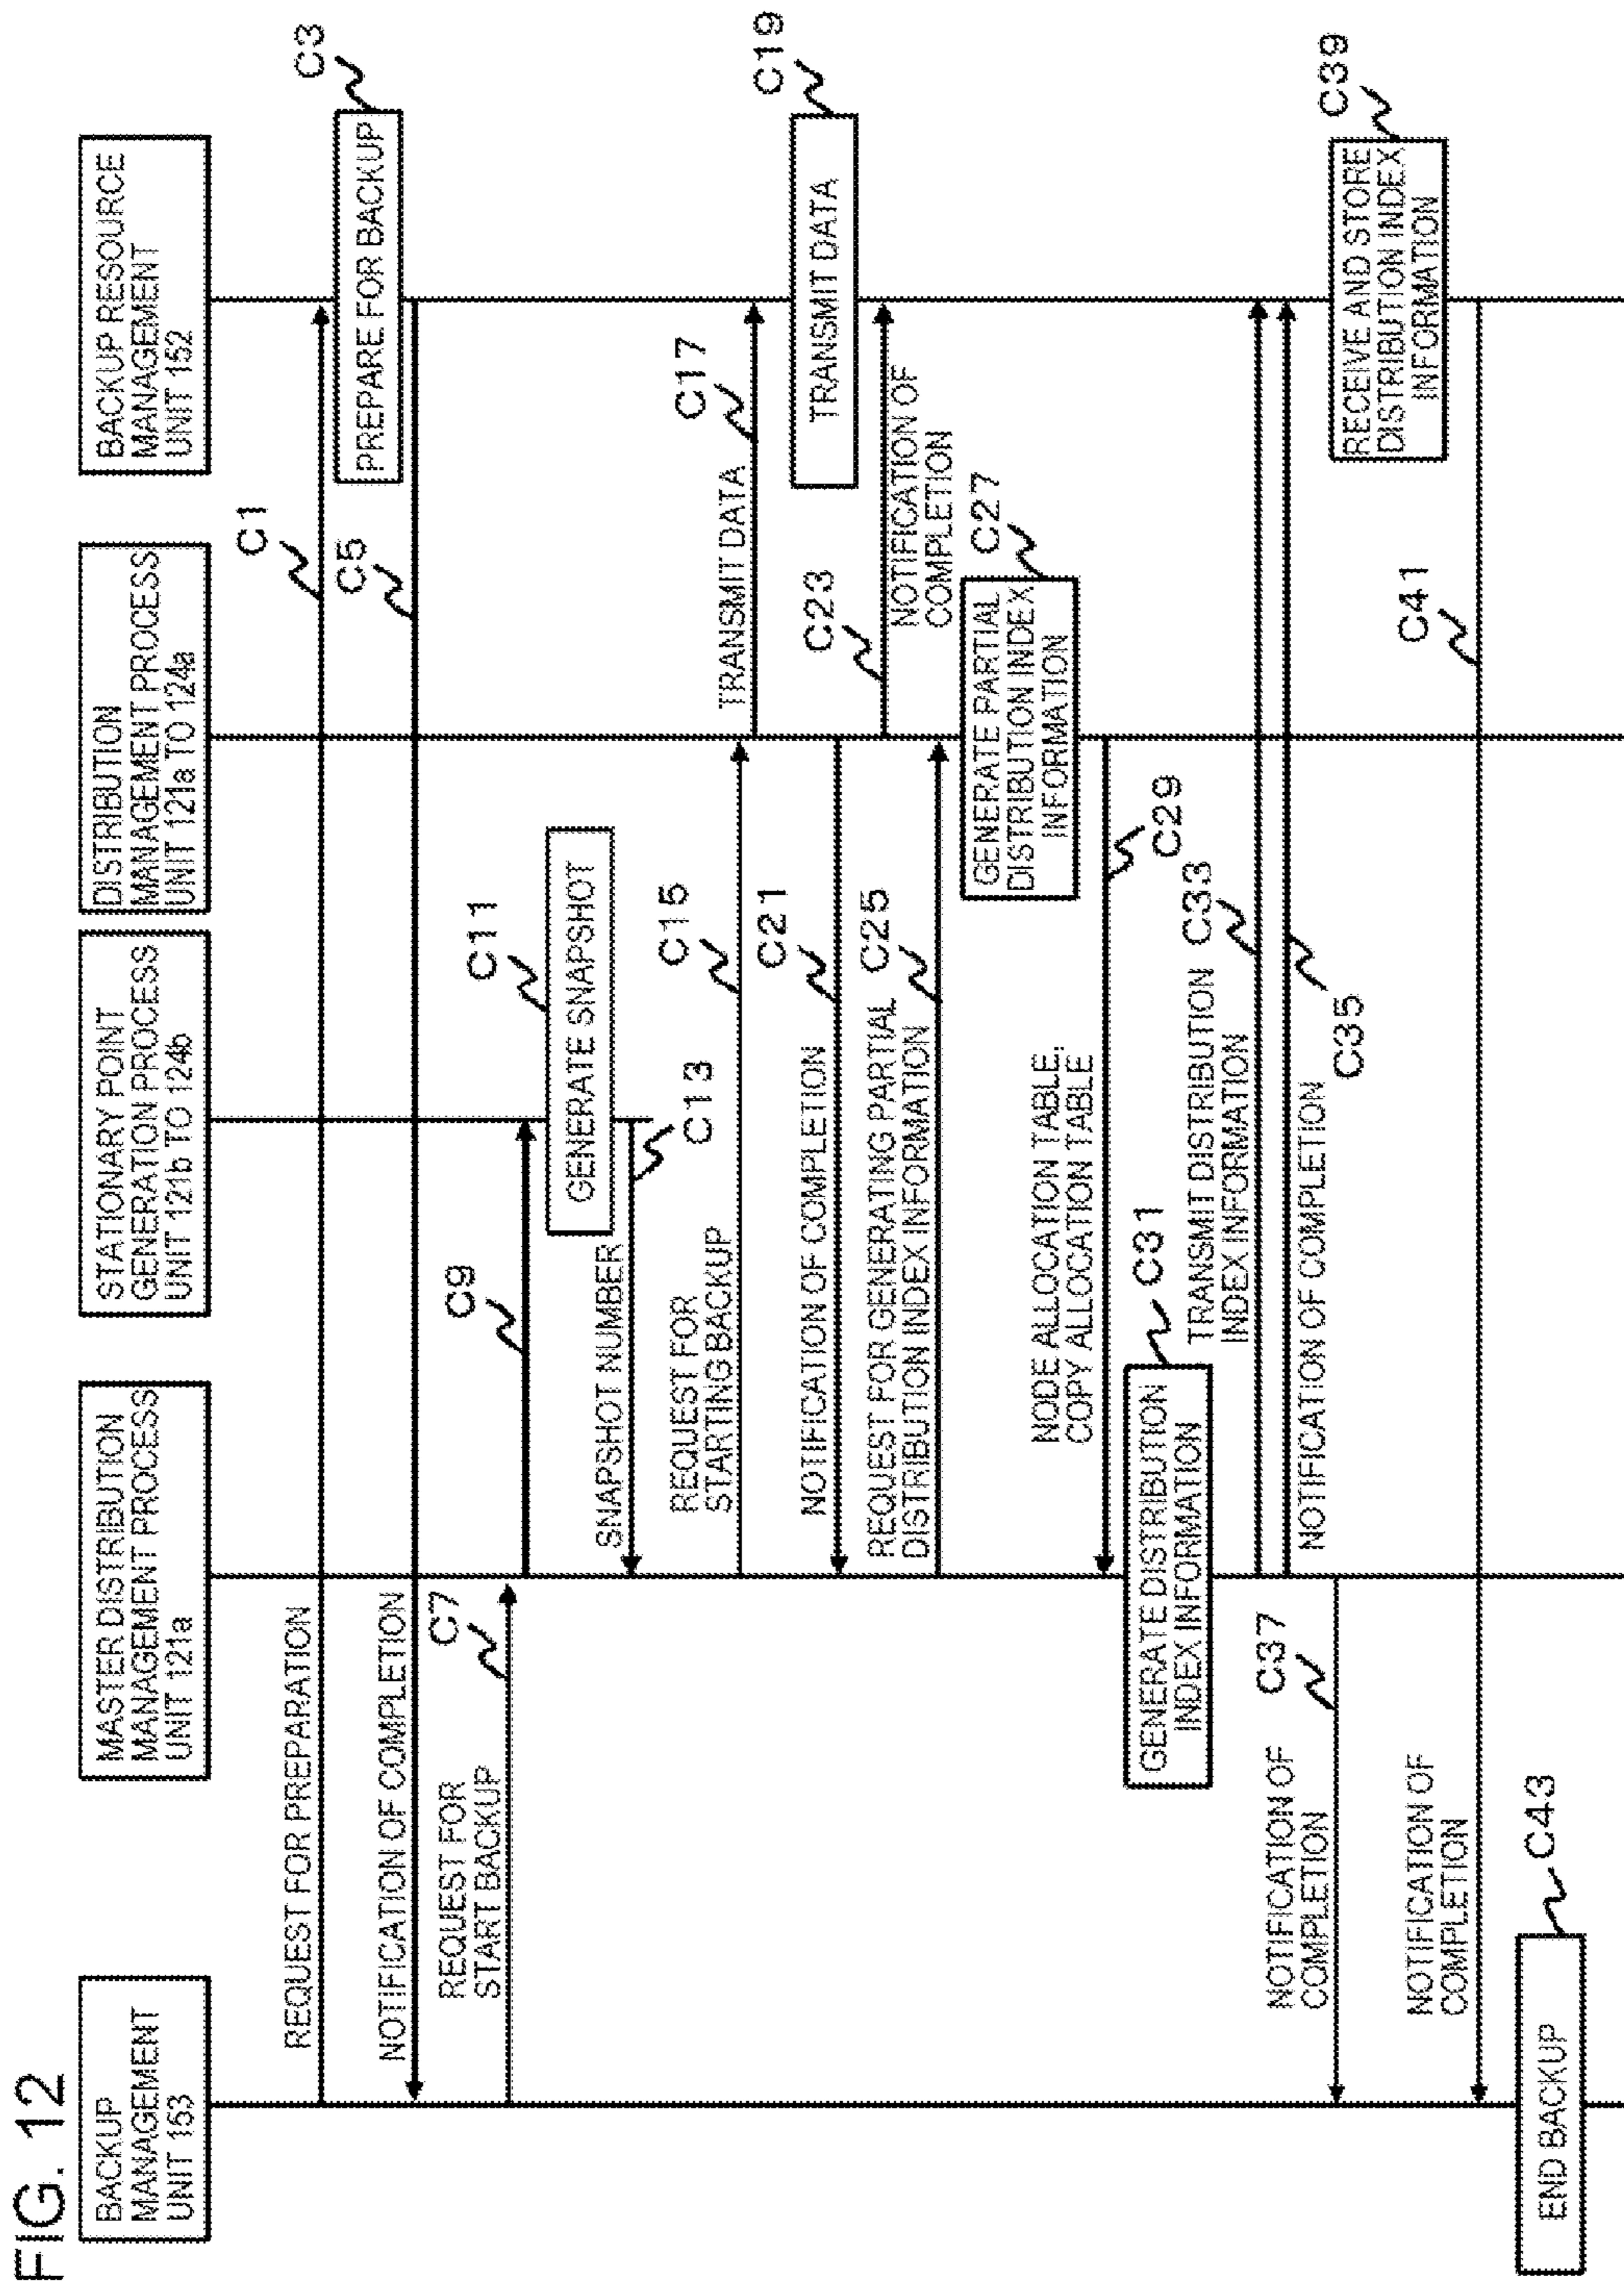 FIG. 12
BACKUP
MANAGEMENT
UNIT 153
MASTER DISTRIBUTION
MANAGEMENT PROCESS
UNIT 121a
STATIONARY POINT
GENERATION PROCESS
UNIT 121b TO 124b
DISTRIBUTION
MANAGEMENT PROCESS
UNIT 121a TO 124a
BACKUP RESOURCE
MANAGEMENT
UNIT 152
REQUEST FOR PREPARATION
C1
C3
PREPARE FOR BACKUP
NOTIFICATION OF COMPLETION
C5
REQUEST FOR
START BACKUP
C7
C9
C11
GENERATE SNAPSHOT
SNAPSHOT NUMBER
C13
REQUEST FOR
STARTING BACKUP
C15
TRANSMIT DATA
C17
C19
TRANSMIT DATA
NOTIFICATION OF COMPLETION
C21
C23
NOTIFICATION OF
COMPLETION
REQUEST FOR GENERATING PARTIAL
DISTRIBUTION INDEX INFORMATION
C25
C27
GENERATE PARTIAL
DISTRIBUTION INDEX
INFORMATION
NODE ALLOCATION TABLE,
COPY ALLOCATION TABLE
C29
C31
GENERATE DISTRIBUTION
INDEX INFORMATION
TRANSMIT DISTRIBUTION
INDEX INFORMATION
C33
NOTIFICATION OF COMPLETION
C35
NOTIFICATION OF
COMPLETION
C37
C39
RECEIVE AND STORE
DISTRIBUTION INDEX
INFORMATION
NOTIFICATION OF
COMPLETION
C41
C43
END BACKUP